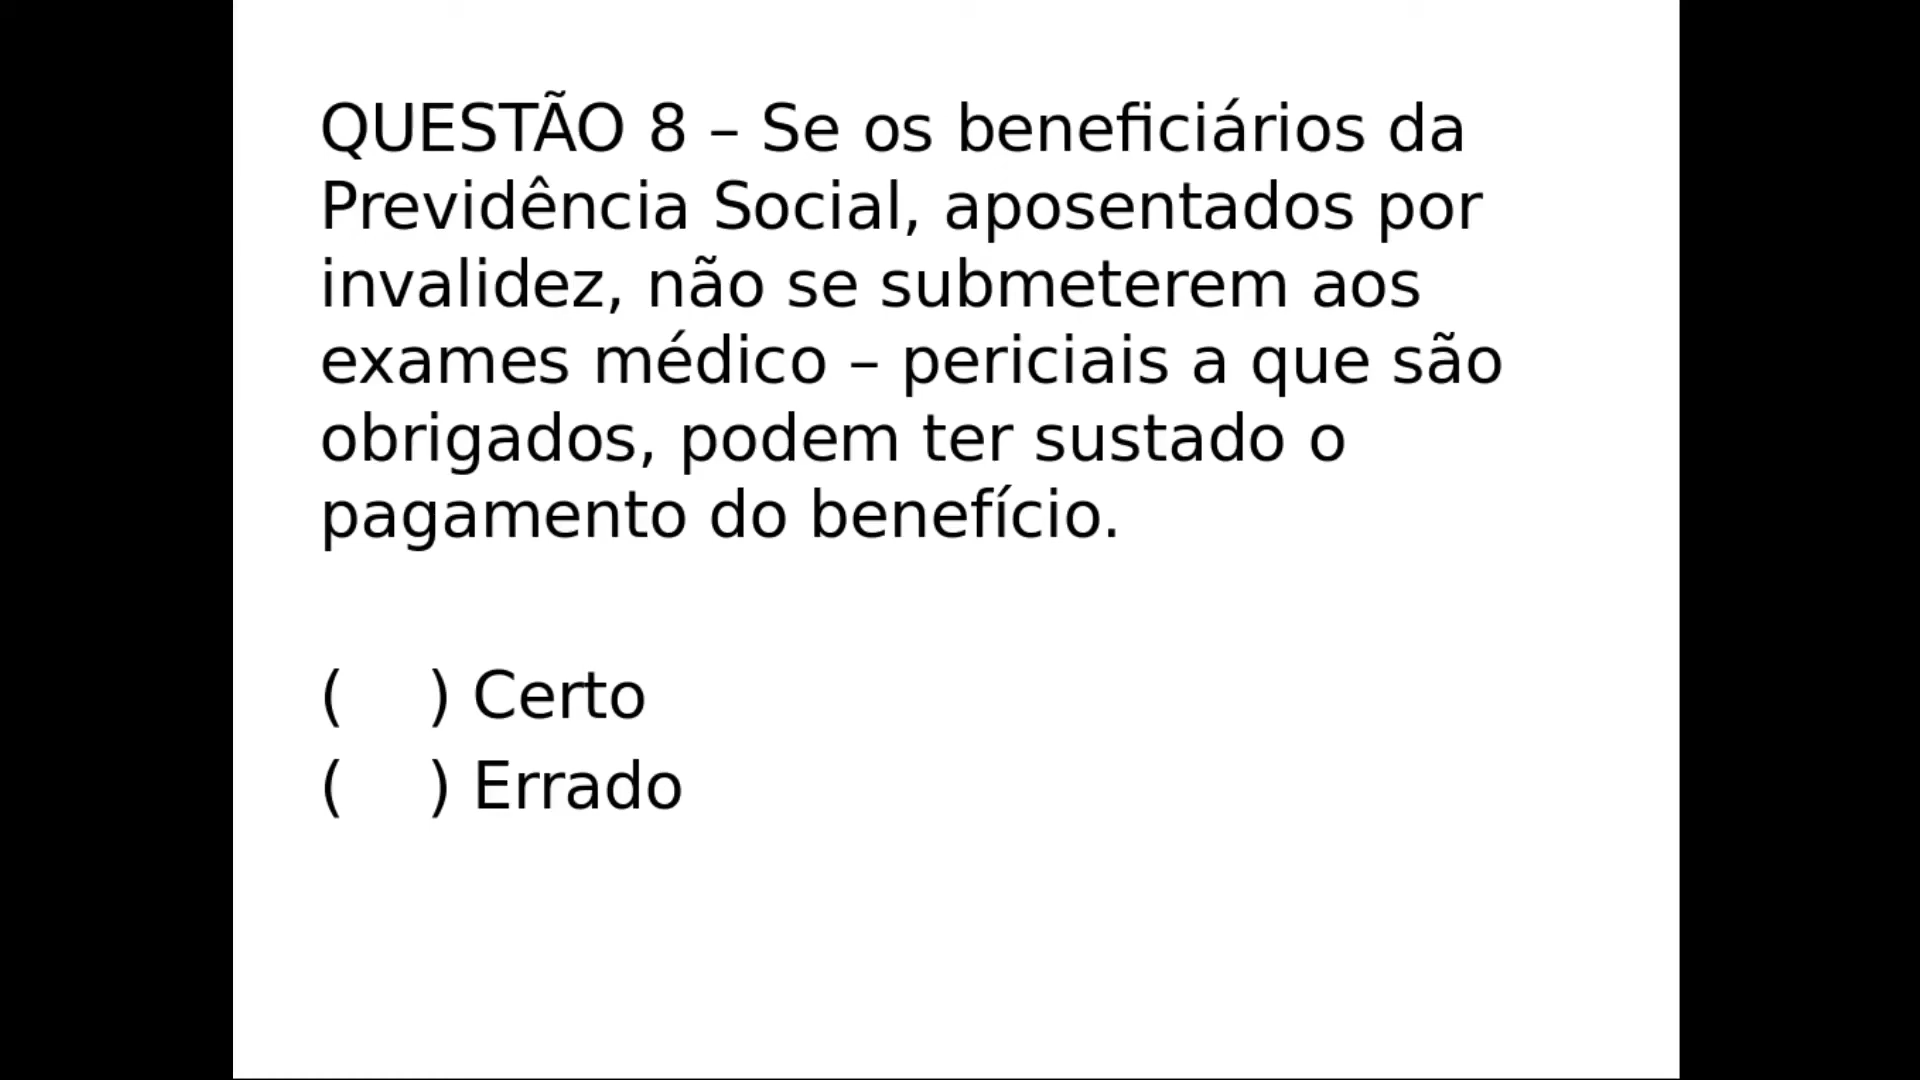 QUESTÃO 8 – Se os beneficiários da
Previdência Social, aposentados por
invalidez, não se submeterem aos
exames médico – periciais a que são
obrigados, podem ter sustado o
pagamento do benefício.
(    ) Certo
(    ) Errado